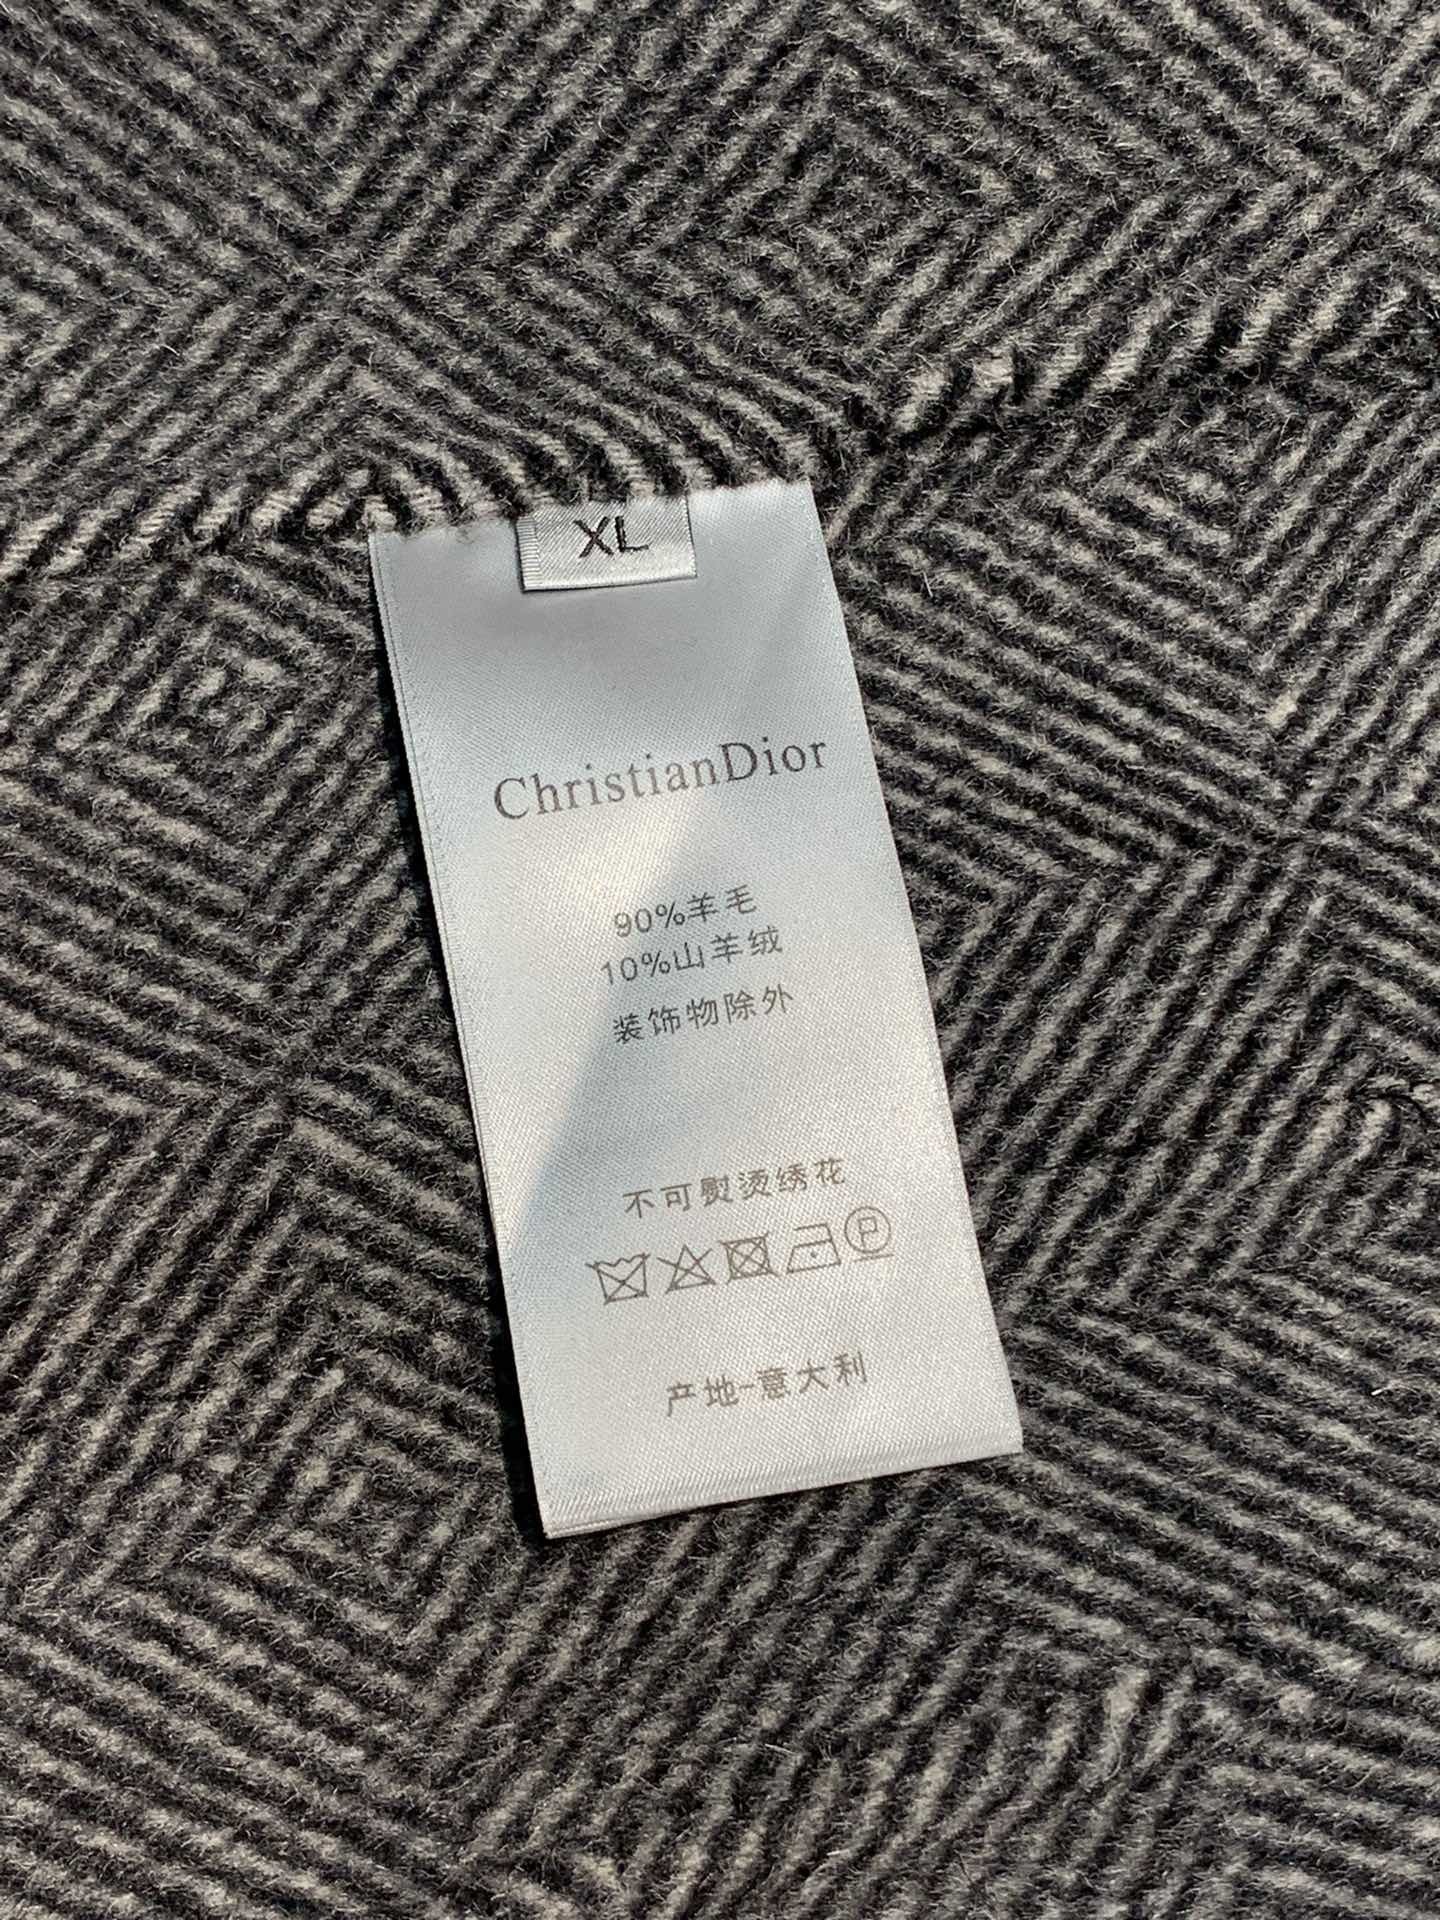 XL
ChristianDior
90%羊毛
10%山羊绒
装饰物除外
不可熨烫绣花
P
产地-意大利